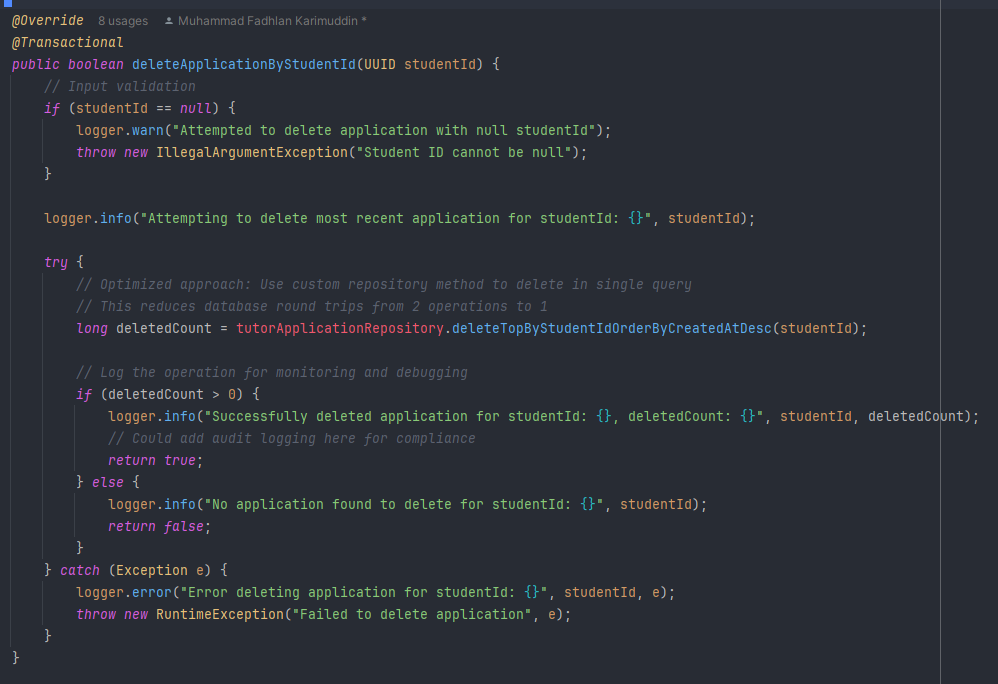 @Override 8 usages Muhammad Fadhlan Karimuddin *
@Transactional
public boolean deleteApplicationByStudentId(UUID studentId) {
    // Input validation
    if (studentId == null) {
        logger.warn("Attempted to delete application with null studentId");
        throw new IllegalArgumentException("Student ID cannot be null");
    }

    logger.info("Attempting to delete most recent application for studentId: {}", studentId);

    try {
        // Optimized approach: Use custom repository method to delete in single query
        // This reduces database round trips from 2 operations to 1
        long deletedCount = tutorApplicationRepository.deleteTopByStudentIdOrderByCreatedAtDesc(studentId);

        // Log the operation for monitoring and debugging
        if (deletedCount > 0) {
            logger.info("Successfully deleted application for studentId: {}, deletedCount: {}", studentId, deletedCount);
            // Could add audit logging here for compliance
            return true;
        } else {
            logger.info("No application found to delete for studentId: {}", studentId);
            return false;
        }
    } catch (Exception e) {
        logger.error("Error deleting application for studentId: {}", studentId, e);
        throw new RuntimeException("Failed to delete application", e);
    }
}